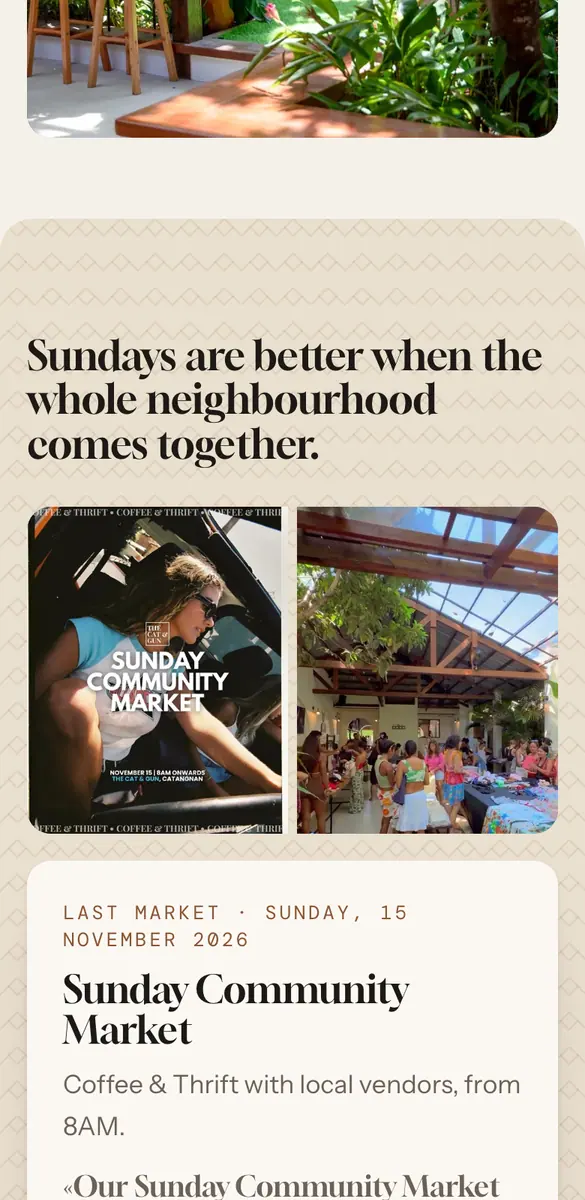 Sundays are better when the
whole neighbourhood
comes together.
COFFEE & THRIFT • COFFEE & THRIFT • COFFEE & THRIFT
THE
CAT &
GUN
SUNDAY
COMMUNITY
MARKET
NOVEMBER 15 | 8AM ONWARDS
THE CAT & GUN, CATANGNAN
COFFEE & THRIFT • COFFEE & THRIFT • COFFEE & THRIFT
LAST MARKET · SUNDAY, 15
NOVEMBER 2026
Sunday Community
Market
Coffee & Thrift with local vendors, from
8AM.
«Our Sunday Community Market